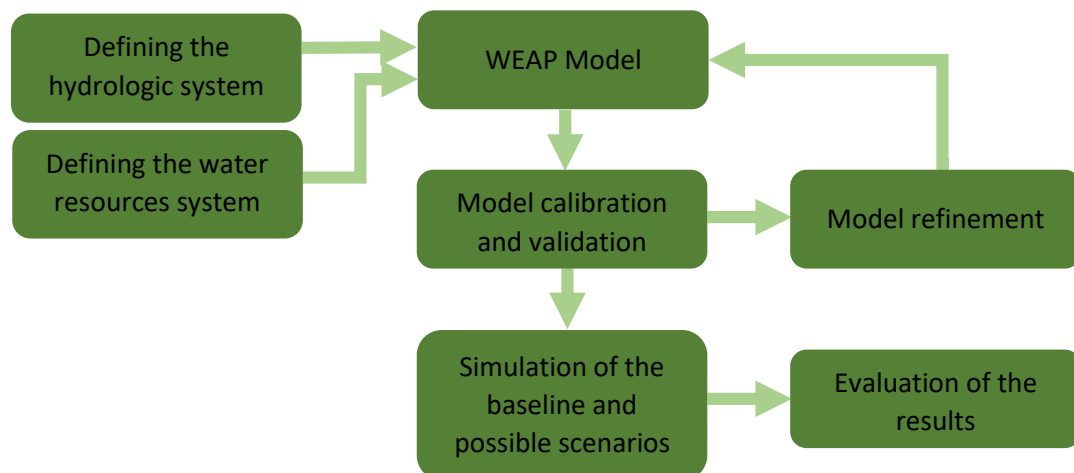 Defining the
hydrologic system
WEAP Model
Defining the water
resources system
Model calibration
and validation
Model refinement
Simulation of the
baseline and
possible scenarios
Evaluation of the
results